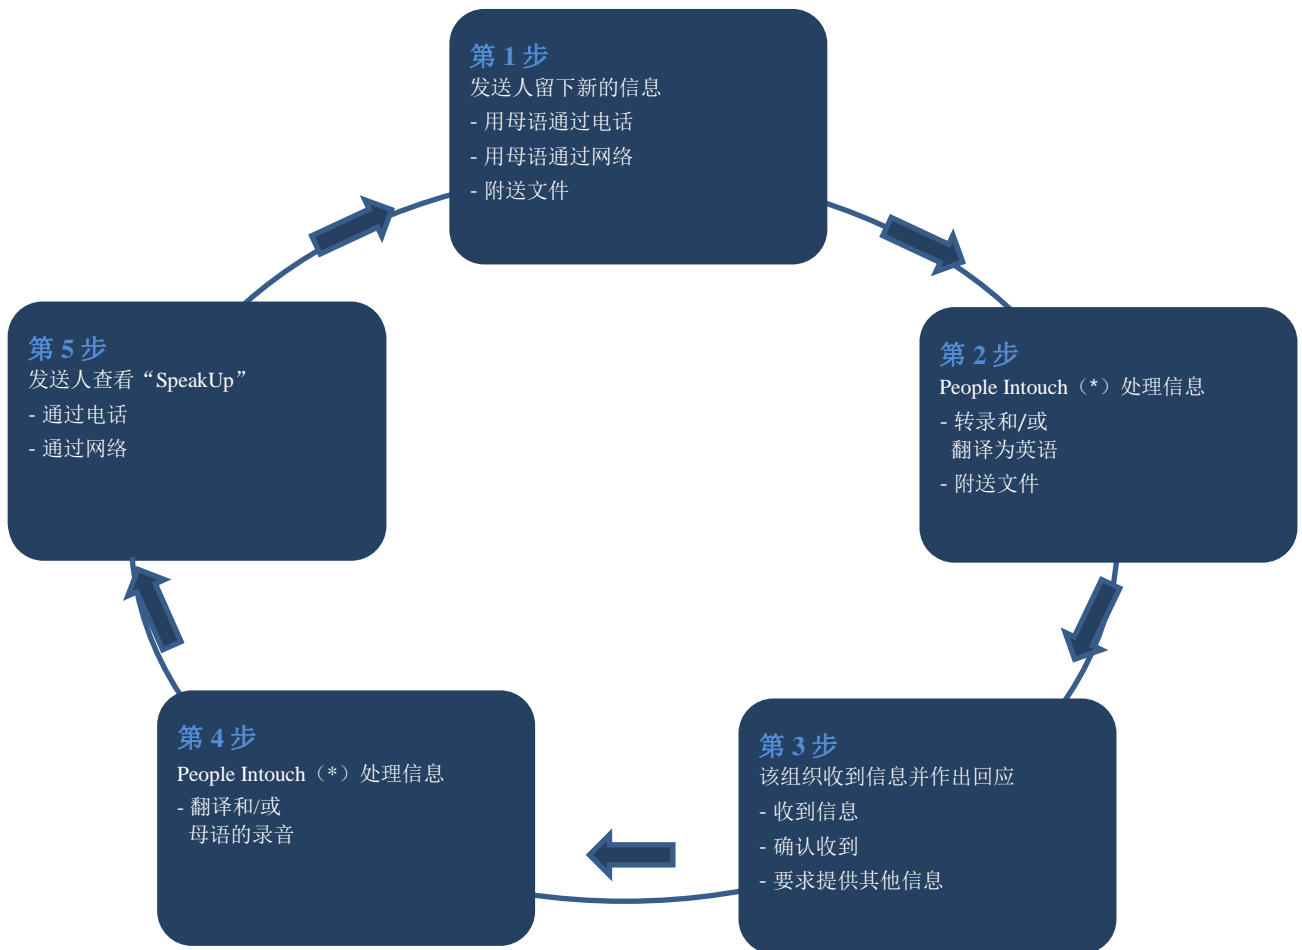 第 1 步
发送人留下新的信息
- 用母语通过电话
- 用母语通过网络
- 附送文件
第 2 步
People Intouch（*）处理信息
- 转录和/或
翻译为英语
- 附送文件
第 3 步
该组织收到信息并作出回应
- 收到信息
- 确认收到
- 要求提供其他信息
第 4 步
People Intouch（*）处理信息
- 翻译和/或
母语的录音
第 5 步
发送人查看“SpeakUp”
- 通过电话
- 通过网络